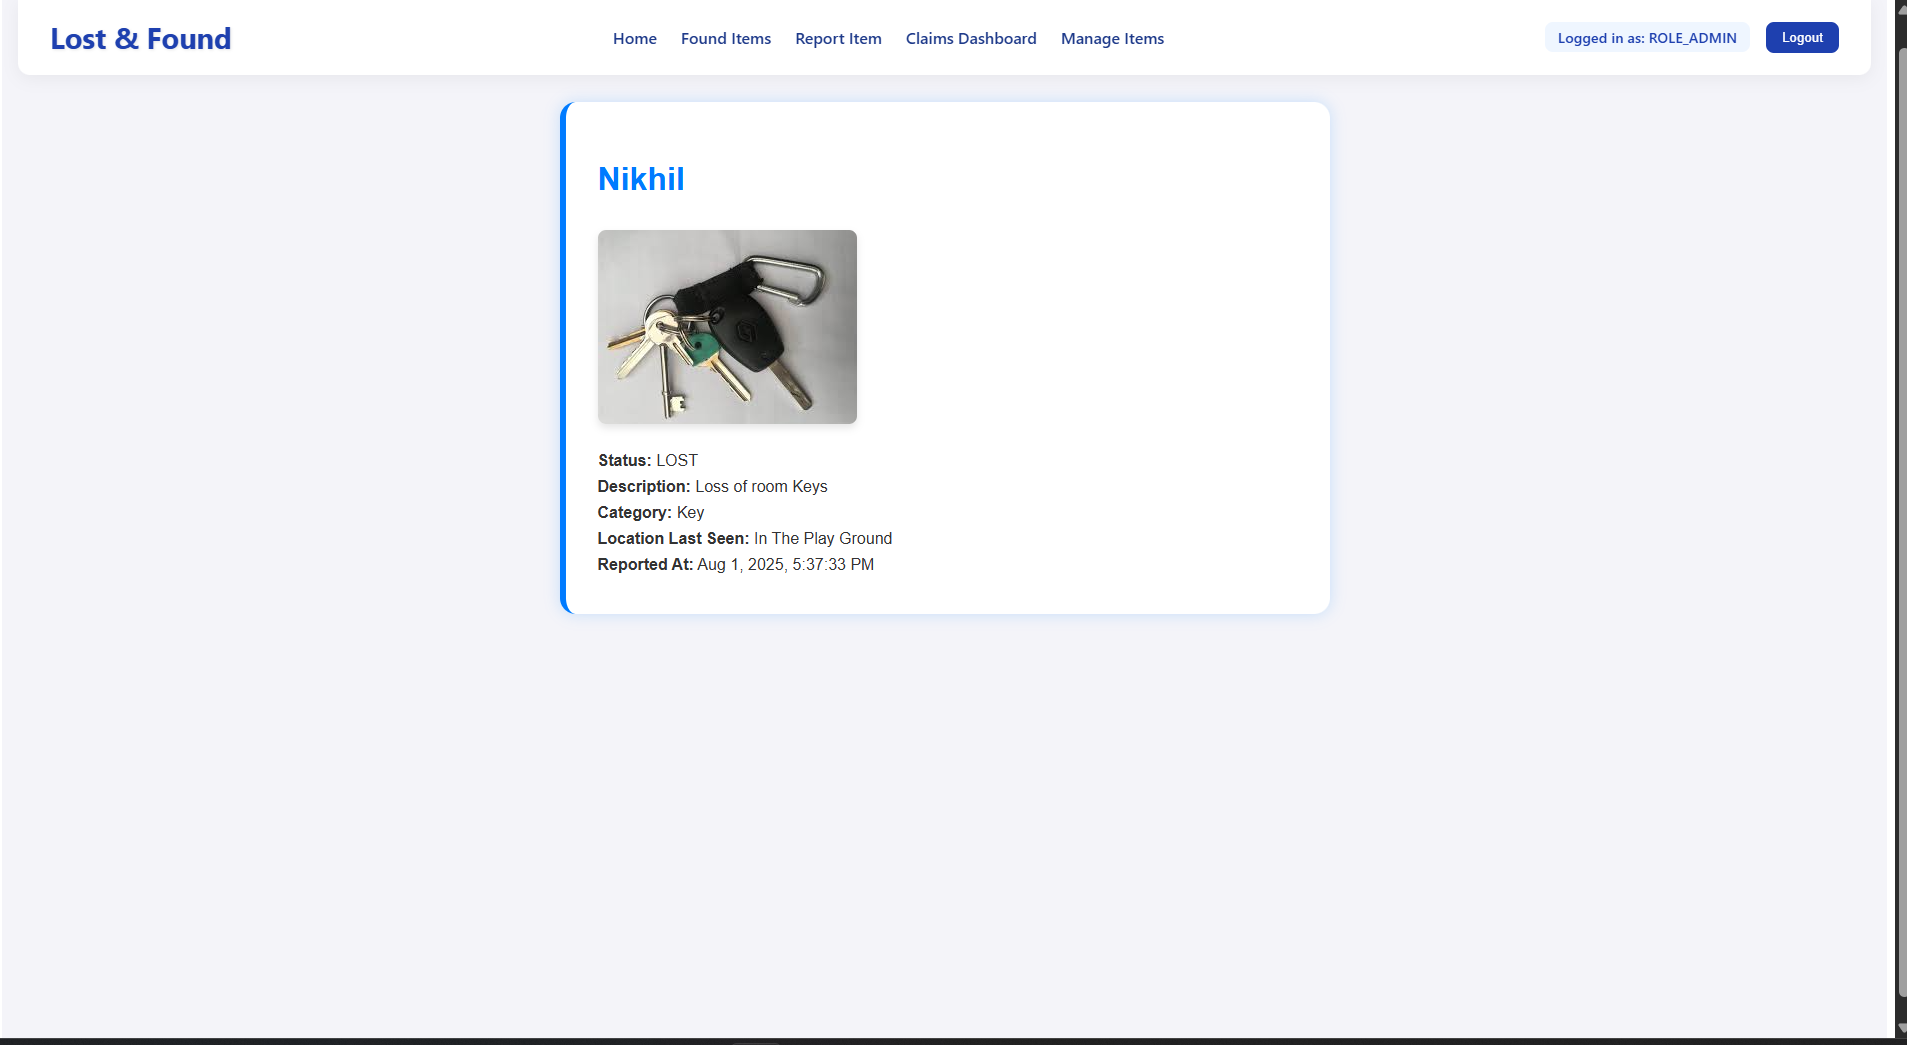 Lost & Found
Home
Found Items
Report Item
Claims Dashboard
Manage Items
Logged in as: ROLE_ADMIN
Logout
Nikhil
Status: LOST
Description: Loss of room Keys
Category: Key
Location Last Seen: In The Play Ground
Reported At: Aug 1, 2025, 5:37:33 PM